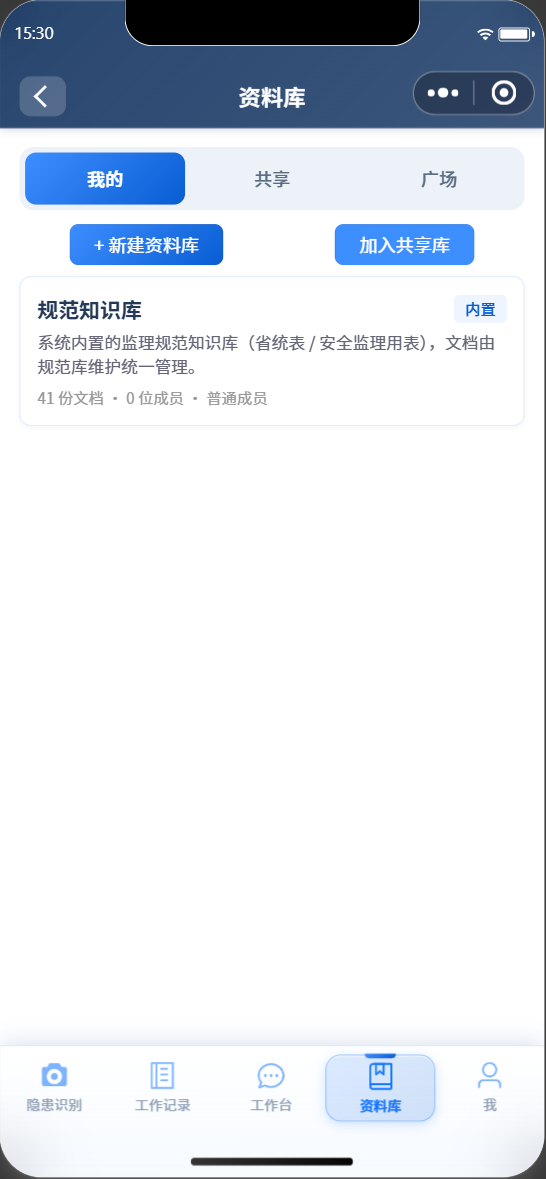 15:30
资料库
我的
共享
广场
+ 新建资料库
加入共享库
规范知识库
内置
系统内置的监理规范知识库（省统表 / 安全监理用表），文档由
规范库维护统一管理。
41 份文档 · 0 位成员 · 普通成员
隐患识别
工作记录
工作台
资料库
我